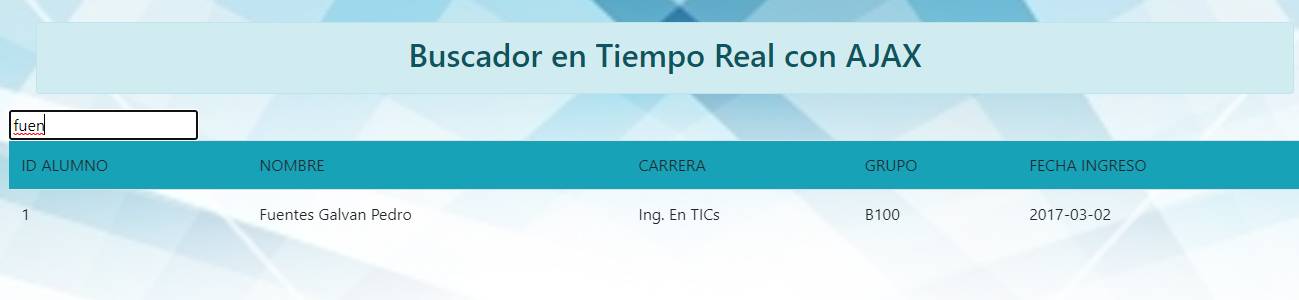 Buscador en Tiempo Real con AJAX
fuen
ID ALUMNO NOMBRE CARRERA GRUPO FECHA INGRESO
1 Fuentes Galvan Pedro Ing. En TICs B100 2017-03-02